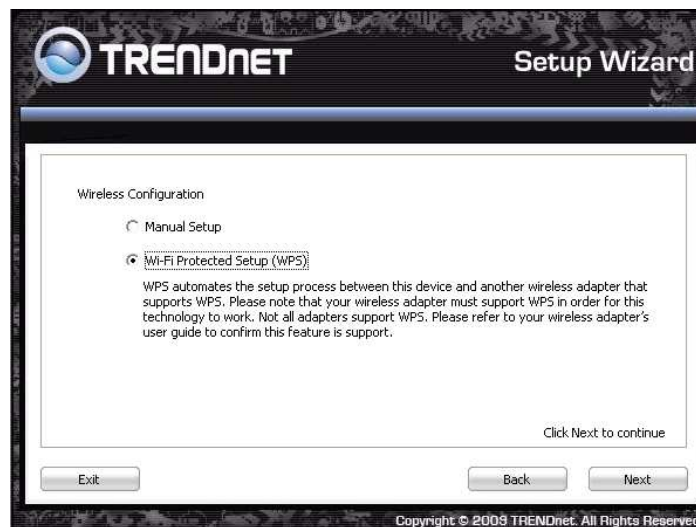 TRENDNET
Setup Wizard
Wireless Configuration
Manual Setup
Wi-Fi Protected Setup (WPS)
WPS automates the setup process between this device and another wireless adapter that
supports WPS. Please note that your wireless adapter must support WPS in order for this
technology to work. Not all adapters support WPS. Please refer to your wireless adapter's
user guide to confirm this feature is support.
Click Next to continue
Exit
Back
Next
Copyright © 2009 TRENDnet. All Rights Reserve